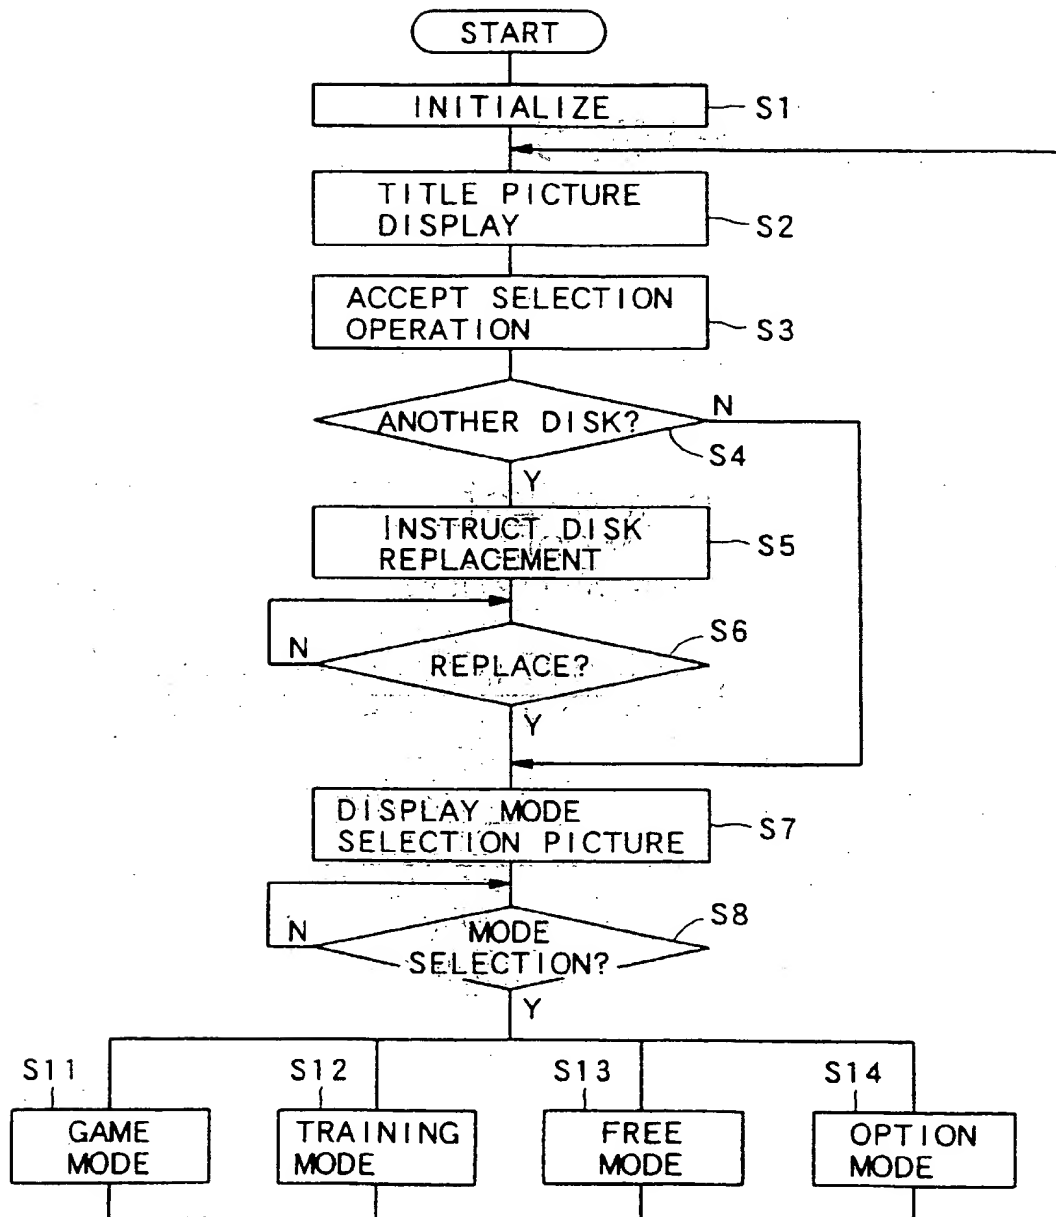 START
INITIALIZE
S1
TITLE PICTURE
DISPLAY
S2
ACCEPT SELECTION
OPERATION
S3
ANOTHER DISK?
N
S4
Y
INSTRUCT DISK
REPLACEMENT
S5
S6
N
REPLACE?
Y
DISPLAY MODE
SELECTION PICTURE
S7
S8
N
MODE
SELECTION?
Y
S11
S12
S13
S14
GAME
MODE
TRAINING
MODE
FREE
MODE
OPTION
MODE